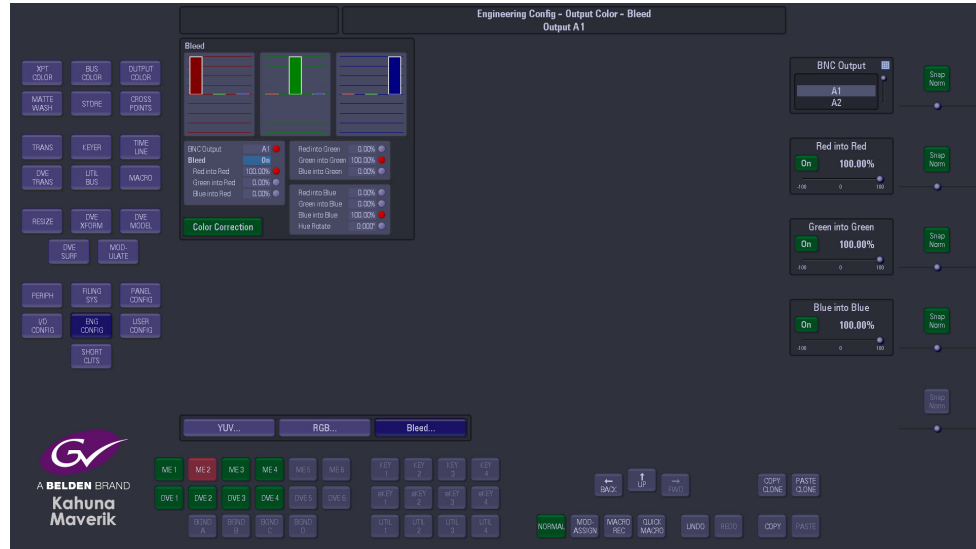 Engineering Config - Output Color - Bleed
Output A1
Bleed
BNC Output A1
Bleed On
Red into Red 100.00%
Green into Red 0.00%
Blue into Red 0.00%
Red into Green 0.00%
Green into Green 100.00%
Blue into Green 0.00%
Red into Blue 0.00%
Green into Blue 0.00%
Blue into Blue 100.00%
Hue Rotate 0.000°
Color Correction
XPT
COLOR
BUS
COLOR
OUTPUT
COLOR
MATTE
WASH
STORE
CROSS
POINTS
TRANS
KEYER
TIME
LINE
DVE
TRANS
UTIL
BUS
MACRO
RESIZE
DVE
XFORM
DVE
MODEL
DVE
SURF
MOD-
ULATE
PERIPH
FILING
SYS
PANEL
CONFIG
I/O
CONFIG
ENG
CONFIG
USER
CONFIG
SHORT
CUTS
BNC Output
A1
A2
Snap
Norm
Red into Red
On 100.00%
-100 0 100
Snap
Norm
Green into Green
On 100.00%
-100 0 100
Snap
Norm
Blue into Blue
On 100.00%
-100 0 100
Snap
Norm
Snap
Norm
YUV...
RGB...
Bleed...
GV
A BELDEN BRAND
Kahuna
Maverik
ME 1
ME 2
ME 3
ME 4
ME 5
ME 6
DVE 1
DVE 2
DVE 3
DVE 4
DVE 5
DVE 6
BGND
A
BGND
B
BGND
C
BGND
D
KEY
1
KEY
2
KEY
3
KEY
4
eKEY
1
eKEY
2
eKEY
3
eKEY
4
UTIL
1
UTIL
2
UTIL
3
UTIL
4
←
BACK
↑
UP
→
FWD
COPY
CLONE
PASTE
CLONE
NORMAL
MOD-
ASSIGN
MACRO
REC
QUICK
MACRO
UNDO
REDO
COPY
PASTE